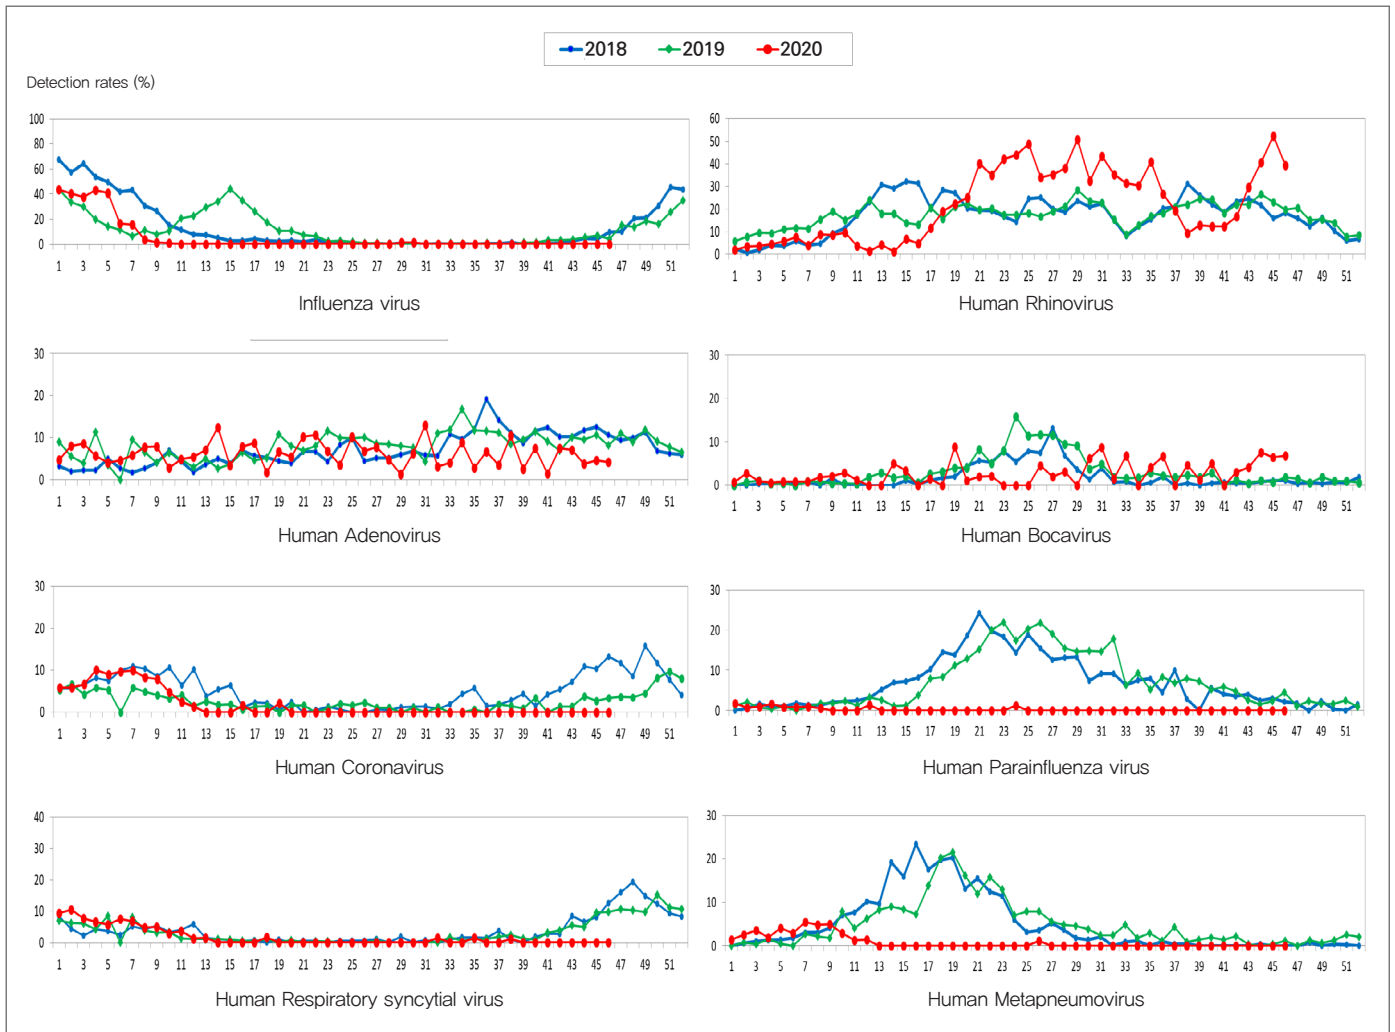 2018 2019 2020
Detection rates (%)
100
80
60
40
20
0
1 3 5 7 9 11 13 15 17 19 21 23 25 27 29 31 33 35 37 39 41 43 45 47 49 51
Influenza virus
60
50
40
30
20
10
0
1 3 5 7 9 11 13 15 17 19 21 23 25 27 29 31 33 35 37 39 41 43 45 47 49 51
Human Rhinovirus
30
20
10
0
1 3 5 7 9 11 13 15 17 19 21 23 25 27 29 31 33 35 37 39 41 43 45 47 49 51
Human Adenovirus
30
20
10
0
1 3 5 7 9 11 13 15 17 19 21 23 25 27 29 31 33 35 37 39 41 43 45 47 49 51
Human Bocavirus
30
20
10
0
1 3 5 7 9 11 13 15 17 19 21 23 25 27 29 31 33 35 37 39 41 43 45 47 49 51
Human Coronavirus
30
20
10
0
1 3 5 7 9 11 13 15 17 19 21 23 25 27 29 31 33 35 37 39 41 43 45 47 49 51
Human Parainfluenza virus
40
30
20
10
0
1 3 5 7 9 11 13 15 17 19 21 23 25 27 29 31 33 35 37 39 41 43 45 47 49 51
Human Respiratory syncytial virus
30
20
10
0
1 3 5 7 9 11 13 15 17 19 21 23 25 27 29 31 33 35 37 39 41 43 45 47 49 51
Human Metapneumovirus